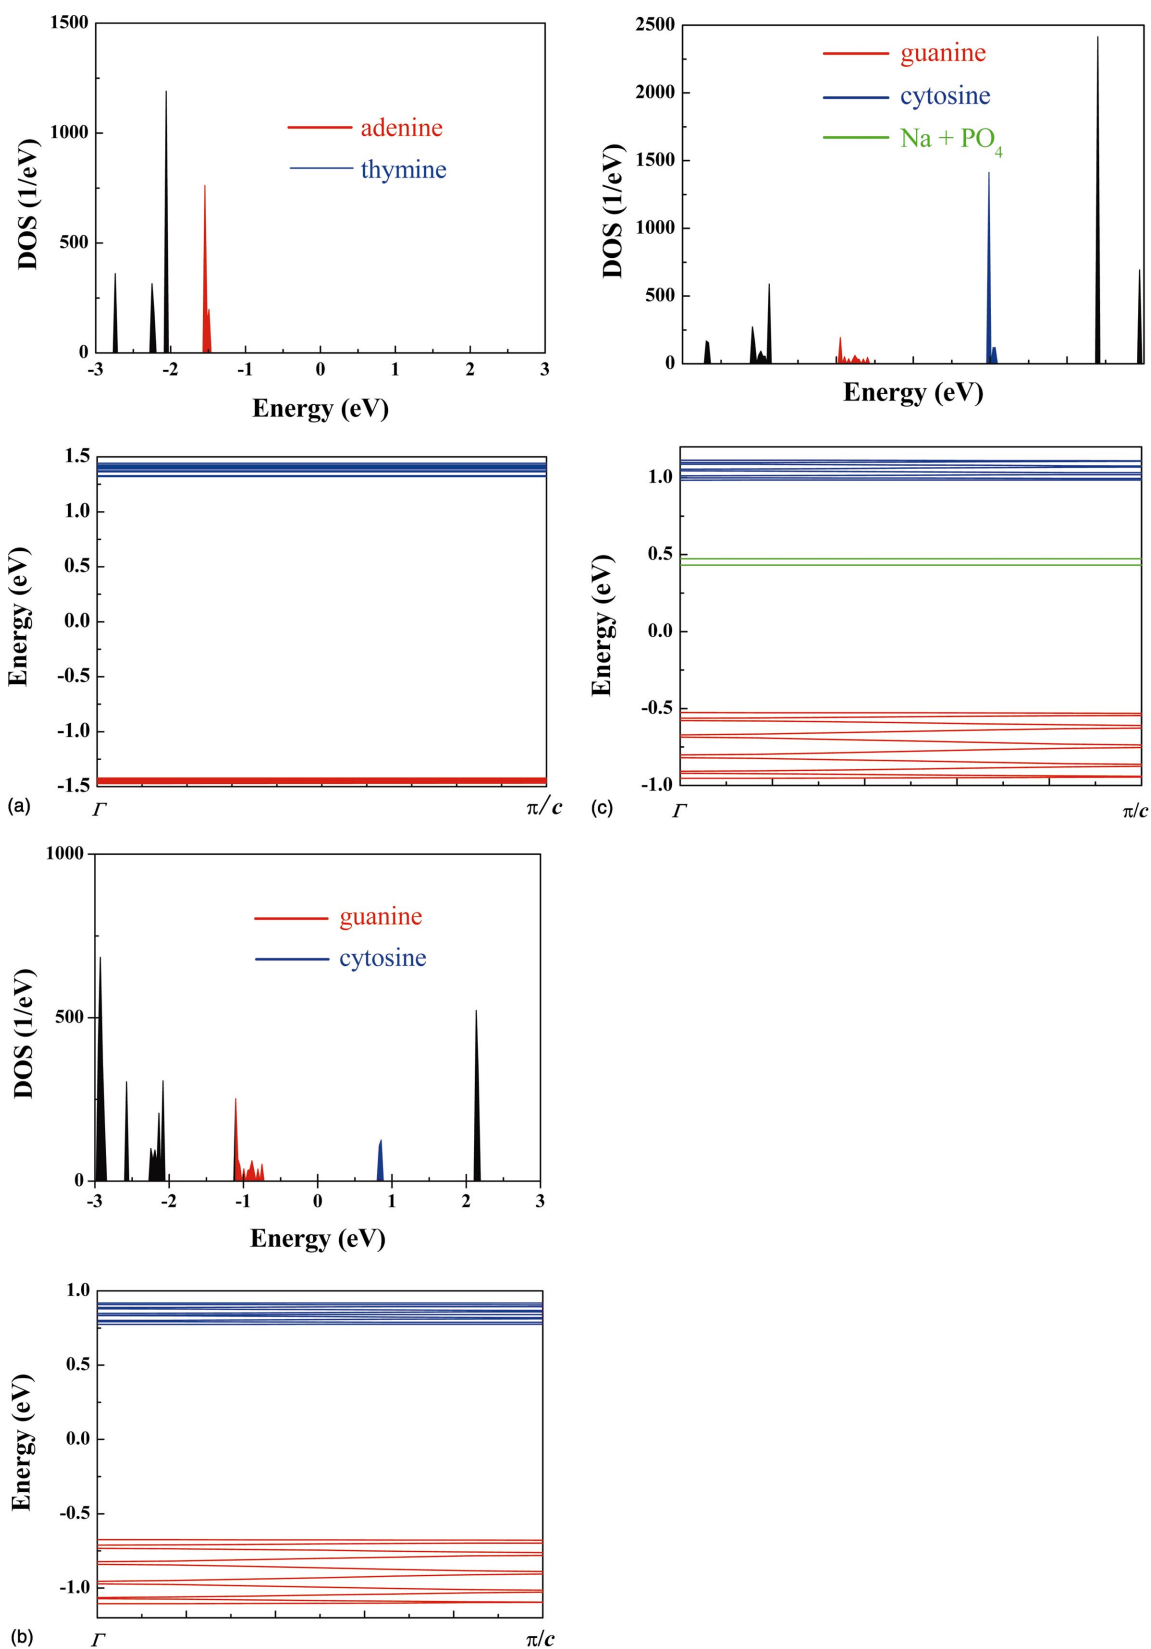 1500
1000
500
0
DOS (1/eV)
adenine
thymine
-3 -2 -1 0 1 2 3
Energy (eV)
1.5
1.0
0.5
0.0
-0.5
-1.0
-1.5
Energy (eV)
(a)
Γ π/c
1000
500
0
DOS (1/eV)
guanine
cytosine
-3 -2 -1 0 1 2 3
Energy (eV)
1.0
0.5
0.0
-0.5
-1.0
Energy (eV)
(b)
Γ π/c
2500
2000
1500
1000
500
0
DOS (1/eV)
guanine
cytosine
Na + PO4
Energy (eV)
1.0
0.5
0.0
-0.5
-1.0
Energy (eV)
(c)
Γ π/c